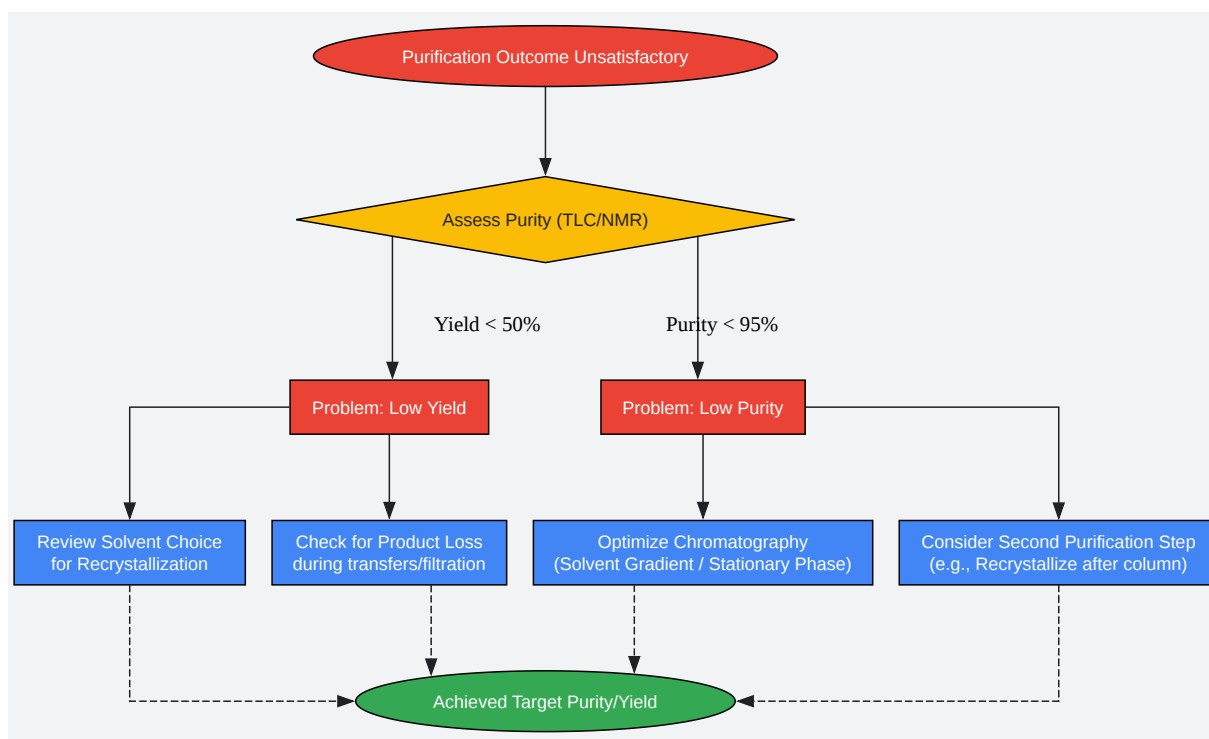 Purification Outcome Unsatisfactory
Assess Purity (TLC/NMR)
Yield < 50%
Purity < 95%
Problem: Low Yield
Problem: Low Purity
Review Solvent Choice
for Recrystallization
Check for Product Loss
during transfers/filtration
Optimize Chromatography
(Solvent Gradient / Stationary Phase)
Consider Second Purification Step
(e.g., Recrystallize after column)
Achieved Target Purity/Yield